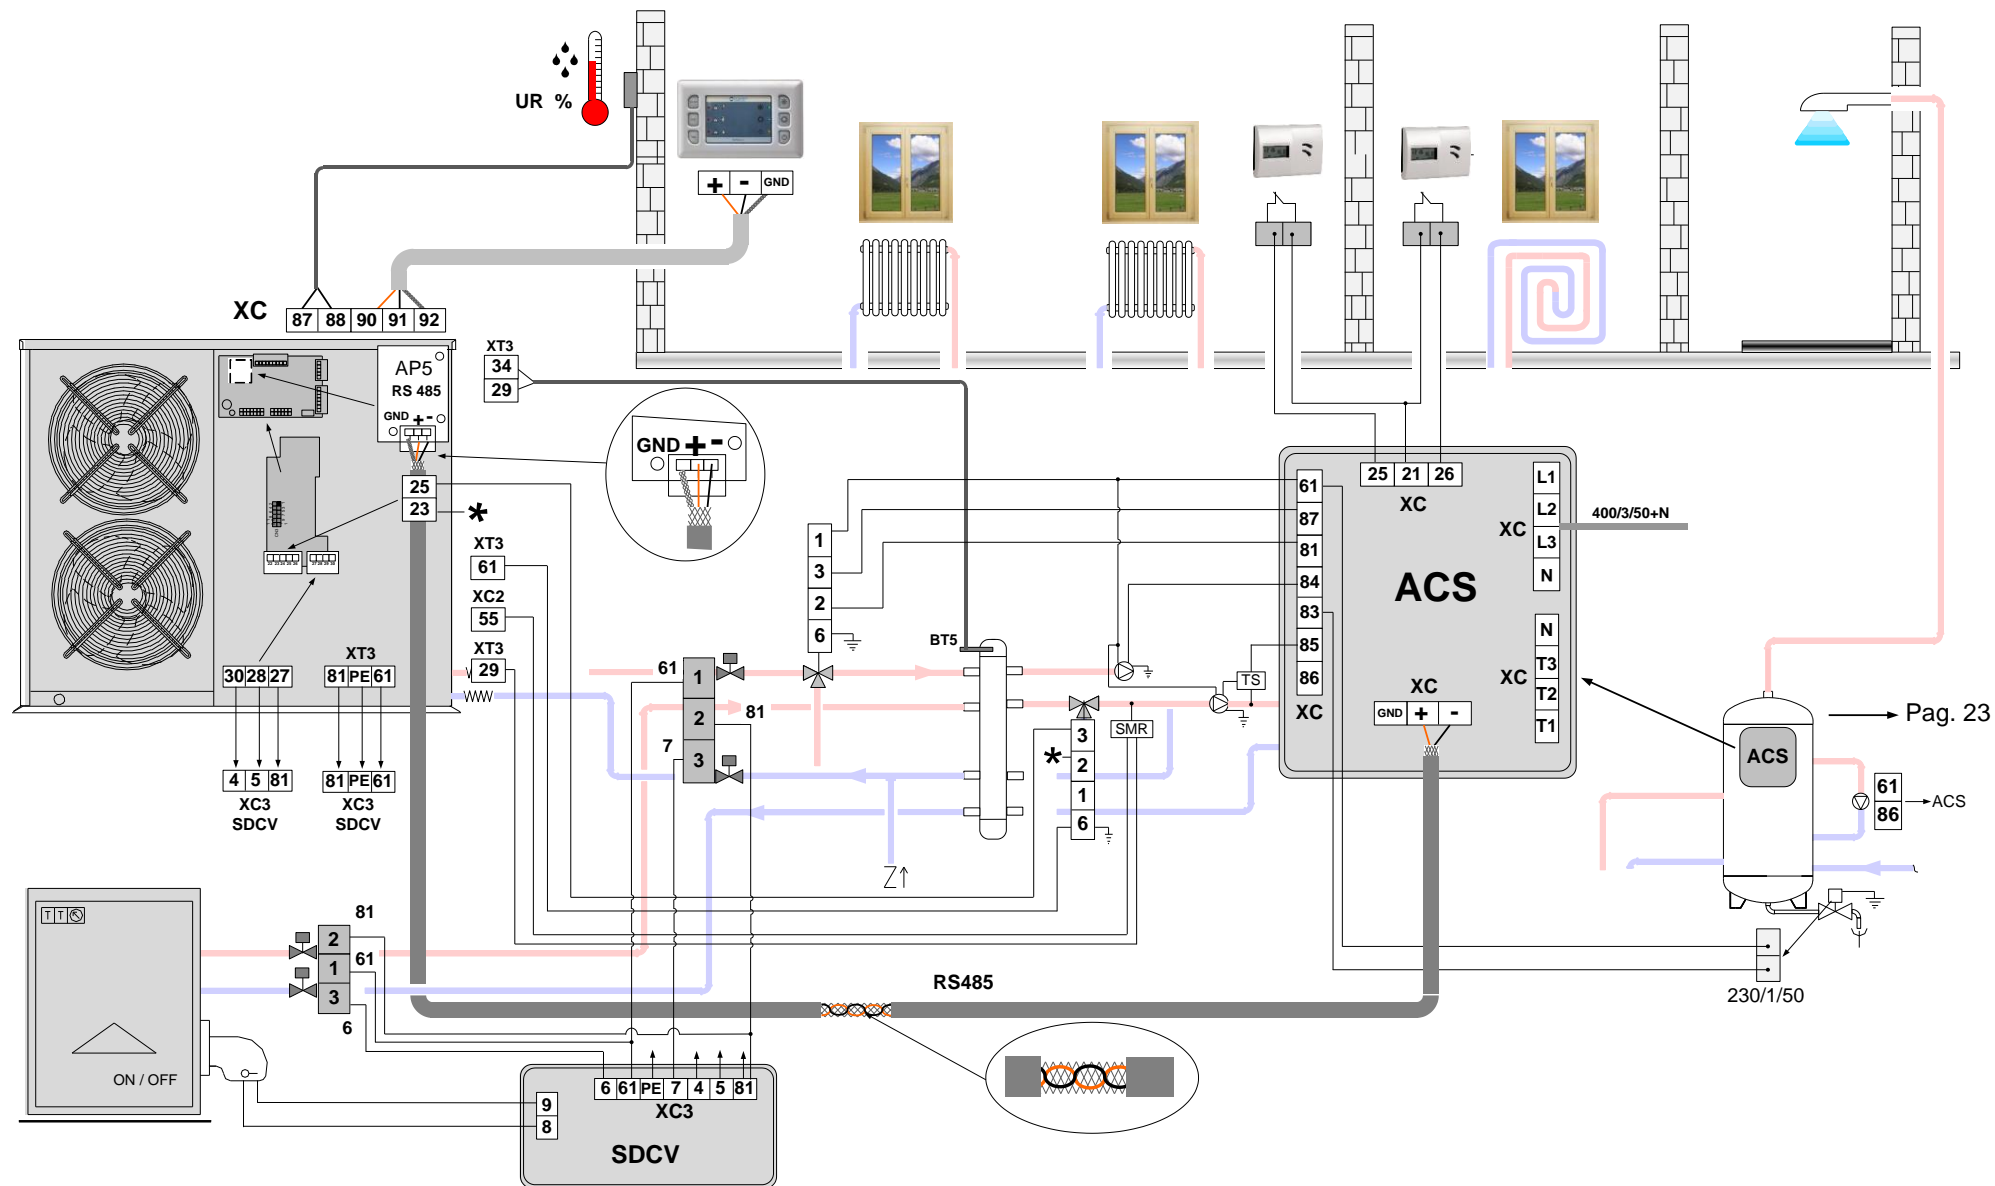 UR %
+ - GND
XC
87 88 90 91 92
XT3
34
29
AP5
RS 485
GND + -
GND + -
25
23
*
XT3
61
XC2
55
XT3
29
30 28 27
XT3
81 PE 61
4 5 81
XC3
SDCV
81 PE 61
XC3
SDCV
1
3
2
6
61
1
2
3
81
7
BT5
TS
SMR
3
2
1
6
*
Z↑
61
87
81
84
83
85
86
XC
25 21 26
XC
ACS
L1
L2
L3
N
XC
400/3/50+N
N
T3
T2
T1
XC
XC
GND + -
Pag. 23
ACS
61
86
ACS
230/1/50
RS485
T T
ON / OFF
81
2
1
3
61
6
9
8
6 61 PE 7 4 5 81
XC3
SDCV